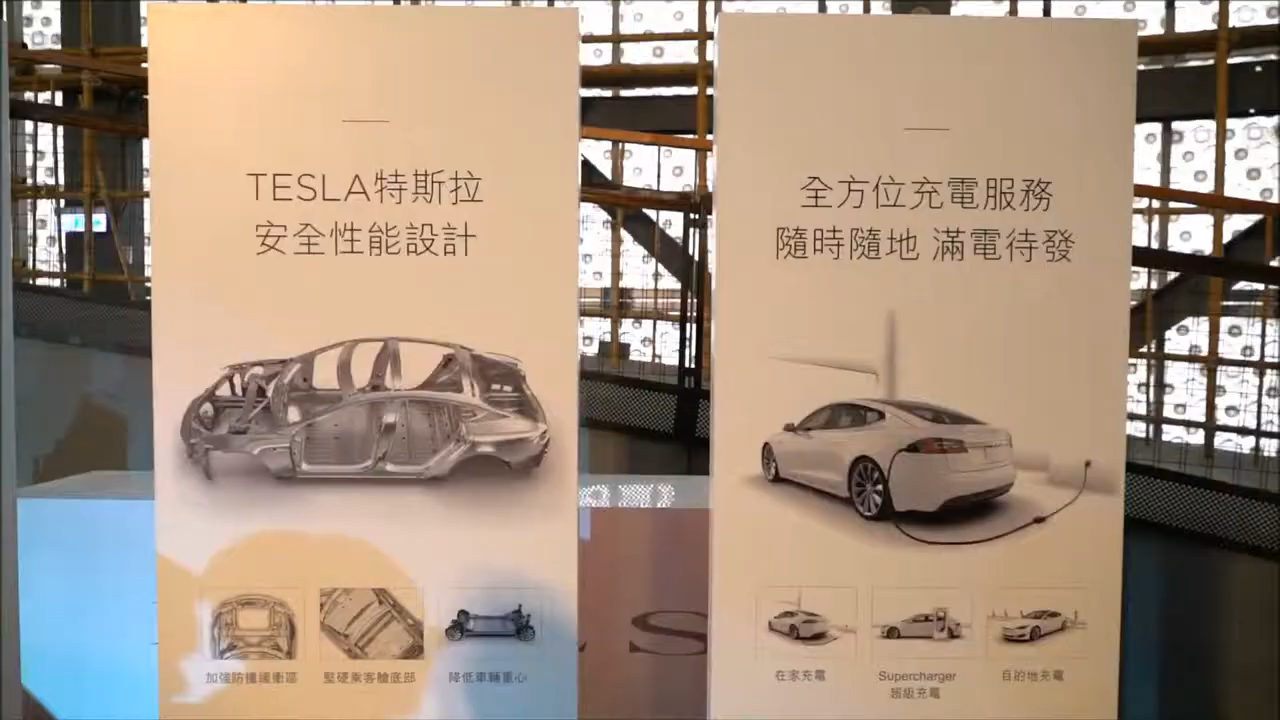 TESLA特斯拉
安全性能設計
加強防撞緩衝區
堅硬乘客艙底部
降低車輛重心
全方位充電服務
隨時隨地 滿電待發
在家充電
Supercharger
超級充電
目的地充電
S